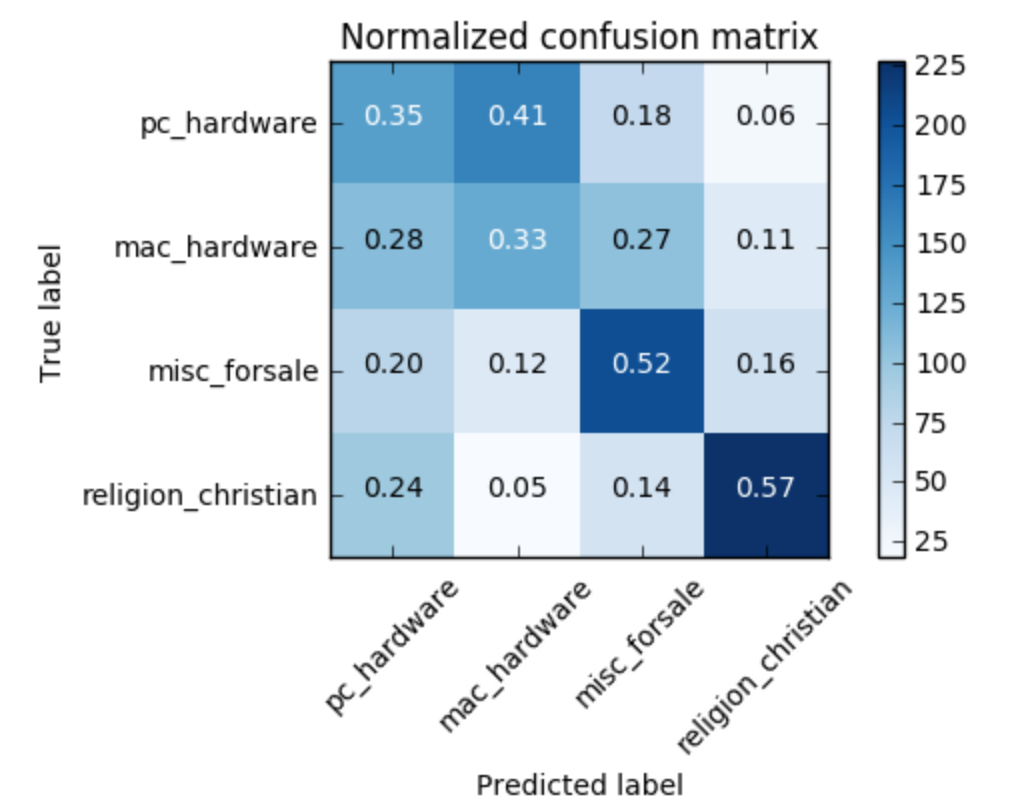 Normalized confusion matrix
pc_hardware 0.35 0.41 0.18 0.06
mac_hardware 0.28 0.33 0.27 0.11
misc_forsale 0.20 0.12 0.52 0.16
religion_christian 0.24 0.05 0.14 0.57
True label
pc_hardware
mac_hardware
misc_forsale
religion_christian
Predicted label
225
200
175
150
125
100
75
50
25